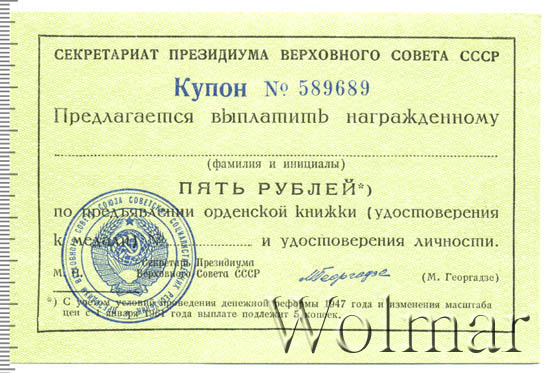 СЕКРЕТАРИАТ ПРЕЗИДИУМА ВЕРХОВНОГО СОВЕТА СССР
Купон № 589689
Предлагается выплатить награжденному
(фамилия и инициалы)
ПЯТЬ РУБЛЕЙ*)
по предъявлении орденской книжки (удостоверения
к медали) № и удостоверения личности.
Секретарь Президиума
М. П. Верховного Совета СССР МГеоргадзе (М. Георгадзе)
*) С учетом условий проведения денежной реформы 1947 года и изменения масштаба
цен с 1 января 1961 года выплате подлежит 5 копеек.
Wolmar